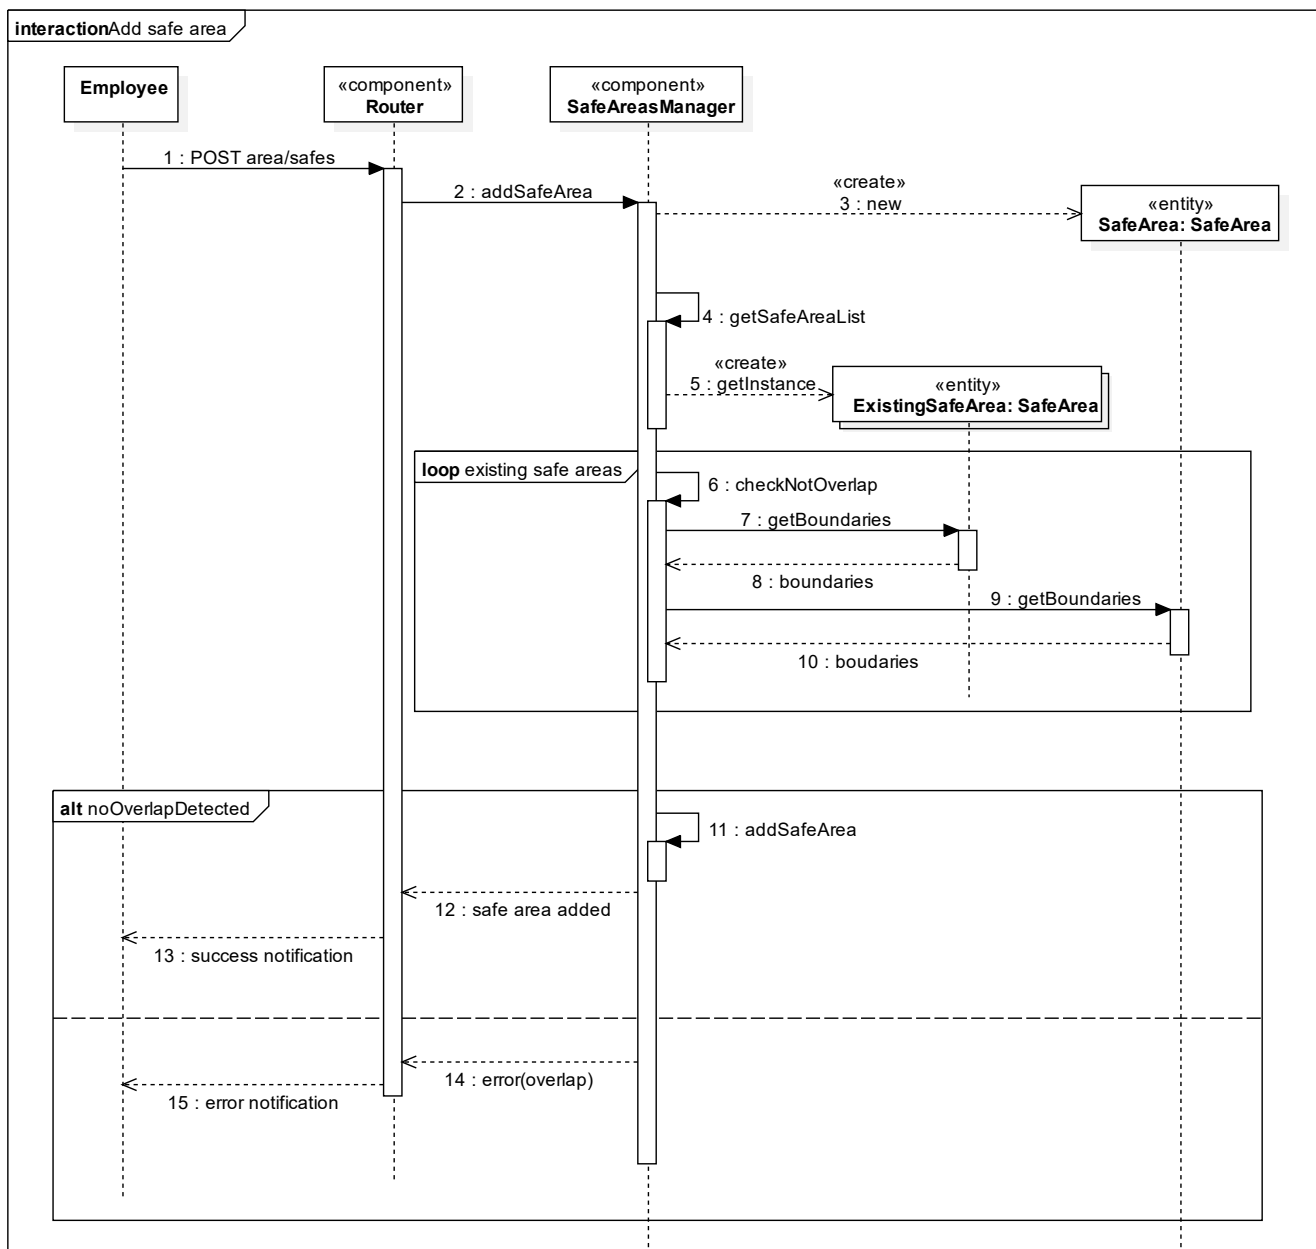 interactionAdd safe area
Employee
«component»
Router
«component»
SafeAreasManager
1 : POST area/safes
2 : addSafeArea
«create»
3 : new
«entity»
SafeArea: SafeArea
4 : getSafeAreaList
«create»
5 : getInstance
«entity»
ExistingSafeArea: SafeArea
loop existing safe areas
6 : checkNotOverlap
7 : getBoundaries
8 : boundaries
9 : getBoundaries
10 : boudaries
alt noOverlapDetected
11 : addSafeArea
12 : safe area added
13 : success notification
14 : error(overlap)
15 : error notification